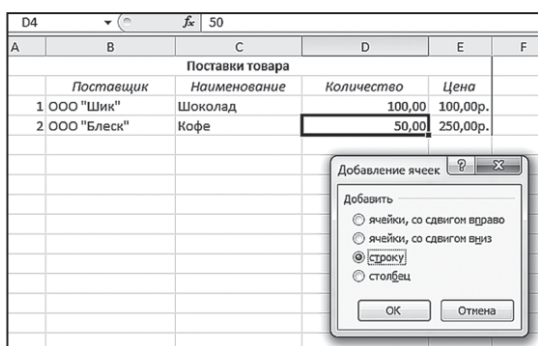 D4 fx 50
A B C D E F
Поставки товара
Поставщик Наименование Количество Цена
1 ООО "Шик" Шоколад 100,00 100,00р.
2 ООО "Блеск" Кофе 50,00 250,00р.
Добавление ячеек ? X
Добавить
ячейки, со сдвигом вправо
ячейки, со сдвигом вниз
строку
столбец
ОК Отмена